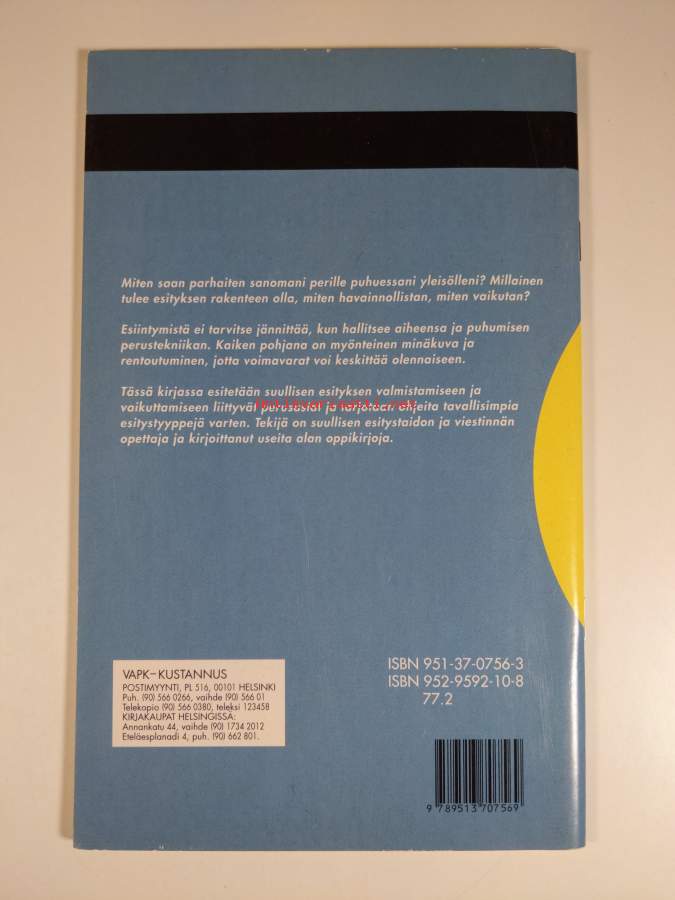 Miten saan parhaiten sanomani perille puhuessani yleisölleni? Millainen
tulee esityksen rakenteen olla, miten havainnollistan, miten vaikutan?
Esiintymistä ei tarvitse jännittää, kun hallitsee aiheensa ja puhumisen
perustekniikan. Kaiken pohjana on myönteinen minäkuva ja
rentoutuminen, jotta voimavarat voi keskittää olennaiseen.
Tässä kirjassa esitetään suullisen esityksen valmistamiseen ja
vaikuttamiseen liittyvät perusasiat ja tarjotaan ohjeita tavallisimpia
esitystyyppejä varten. Tekijä on suullisen esitystaidon ja viestinnän
opettaja ja kirjoittanut useita alan oppikirjoja.
VAPK-KUSTANNUS
POSTIMYYNTI, PL 516, 00101 HELSINKI
Puh. (90) 566 0266, vaihde (90) 566 01
Telekopio (90) 566 0380, teleksi 123458
KIRJAKAUPAT HELSINGISSÄ:
Annankatu 44, vaihde (90) 1734 2012
Eteläesplanadi 4, puh. (90) 662 801.
ISBN 951-37-0756-3
ISBN 952-9592-10-8
77.2
9 789513 707569